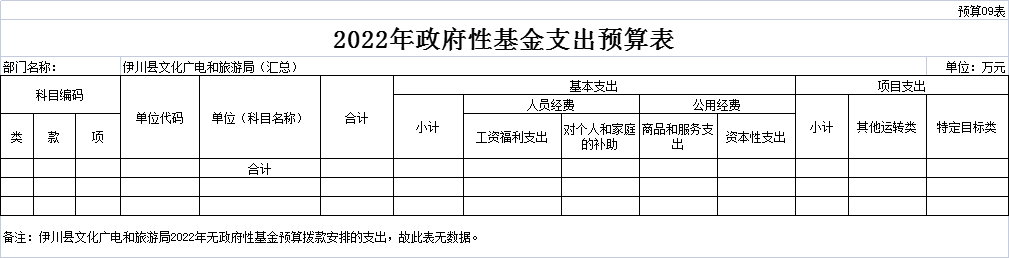 预算09表
2022年政府性基金支出预算表
部门名称： 伊川县文化广电和旅游局（汇总） 单位：万元
科目编码 单位代码 单位（科目名称） 合计 基本支出 项目支出
小计 人员经费 公用经费 小计 其他运转类 特定目标类
类 款 项 工资福利支出 对个人和家庭的补助 商品和服务支出 资本性支出
合计
备注：伊川县文化广电和旅游局2022年无政府性基金预算拨款安排的支出，故此表无数据。